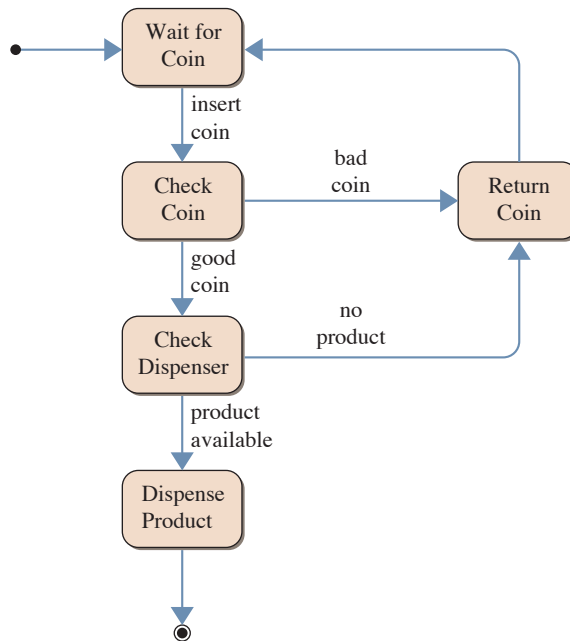 Wait for
Coin
insert
coin
bad
coin
Check
Coin
Return
Coin
good
coin
no
product
Check
Dispenser
product
available
Dispense
Product